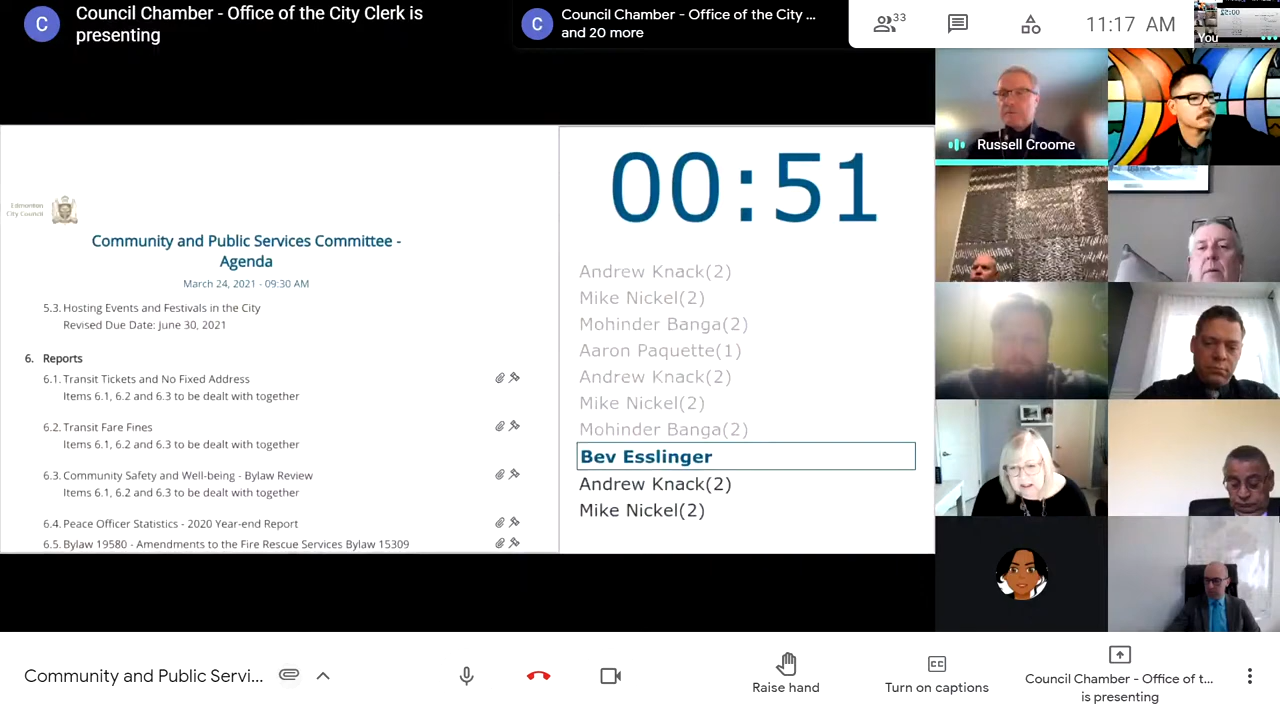 C
Council Chamber - Office of the City Clerk is
presenting
C
Council Chamber - Office of the City ...
and 20 more
33
11:17 AM
You
Russell Croome
Edmonton
City Council
Community and Public Services Committee -
Agenda
March 24, 2021 - 09:30 AM
5.3. Hosting Events and Festivals in the City
Revised Due Date: June 30, 2021
6. Reports
6.1. Transit Tickets and No Fixed Address
Items 6.1, 6.2 and 6.3 to be dealt with together
6.2. Transit Fare Fines
Items 6.1, 6.2 and 6.3 to be dealt with together
6.3. Community Safety and Well-being - Bylaw Review
Items 6.1, 6.2 and 6.3 to be dealt with together
6.4. Peace Officer Statistics - 2020 Year-end Report
6.5. Bylaw 19580 - Amendments to the Fire Rescue Services Bylaw 15309
00:51
Andrew Knack(2)
Mike Nickel(2)
Mohinder Banga(2)
Aaron Paquette(1)
Andrew Knack(2)
Mike Nickel(2)
Mohinder Banga(2)
Bev Esslinger
Andrew Knack(2)
Mike Nickel(2)
Community and Public Servi...
Raise hand
CC
Turn on captions
Council Chamber - Office of t...
is presenting